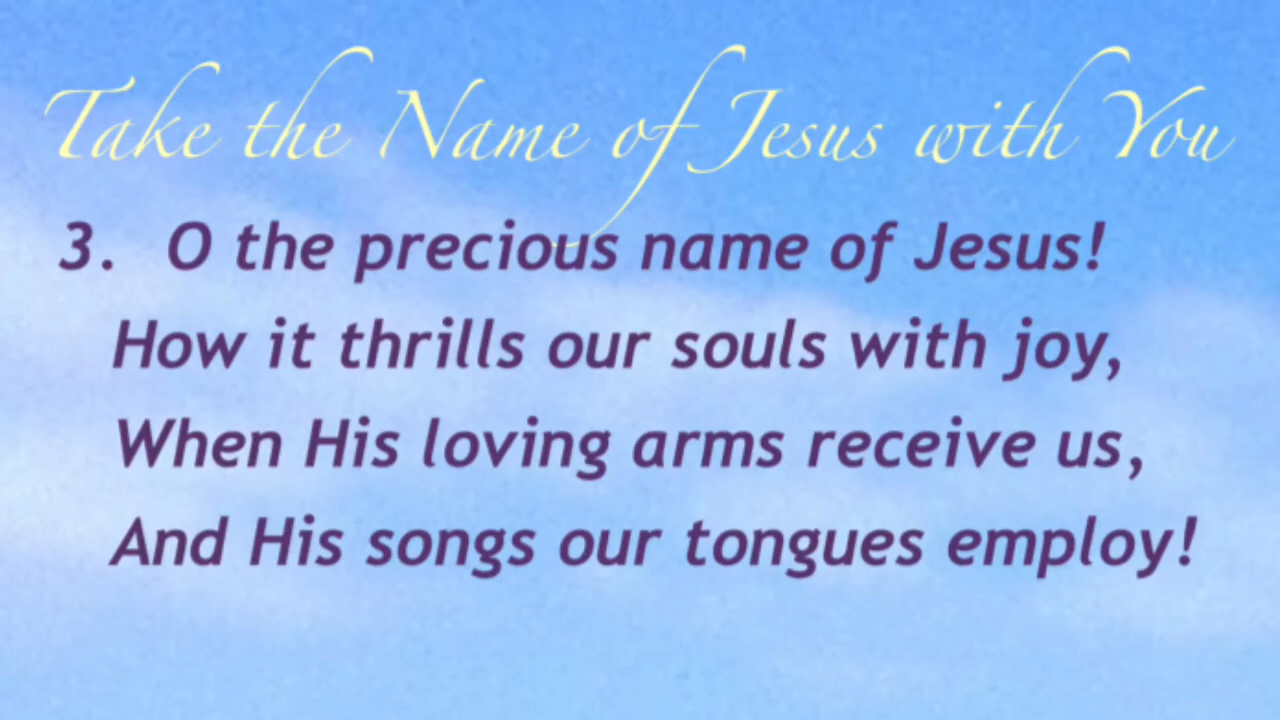 Take the Name of Jesus with You
3. O the precious name of Jesus!
How it thrills our souls with joy,
When His loving arms receive us,
And His songs our tongues employ!